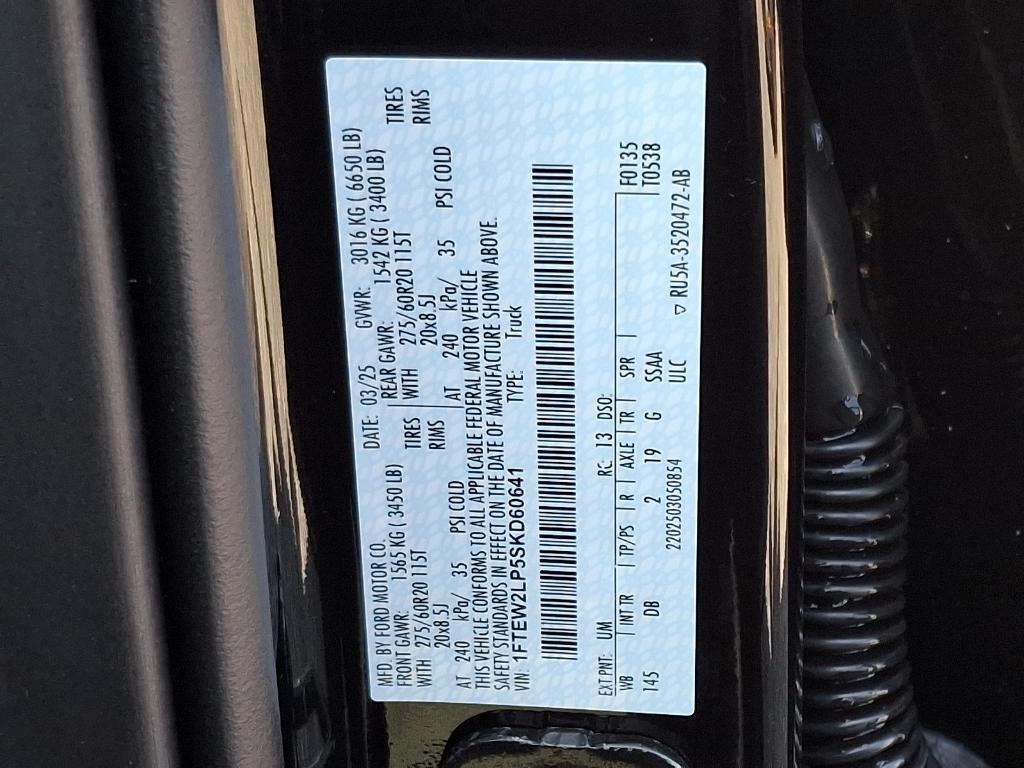 MFD. BY FORD MOTOR CO. DATE: 03/25 GVWR: 3016 KG ( 6650 LB)
FRONT GAWR: 1565 KG ( 3450 LB) REAR GAWR: 1542 KG ( 3400 LB)
WITH 275/60R20 115T TIRES WITH 275/60R20 115T TIRES
20x8.5J RIMS 20x8.5J RIMS
AT 240 kPa/ 35 PSI COLD AT 240 kPa/ 35 PSI COLD
THIS VEHICLE CONFORMS TO ALL APPLICABLE FEDERAL MOTOR VEHICLE
SAFETY STANDARDS IN EFFECT ON THE DATE OF MANUFACTURE SHOWN ABOVE.
VIN: 1FTEW2LP5SKD60641 TYPE: Truck
EXT PNT: UM RC: 13 DSO:
WB INT TR TP/PS R AXLE TR SPR F0135
145 DB 2 19 G SSAA T0538
2202503050854 ULC
▽ RU5A-3520472-AB